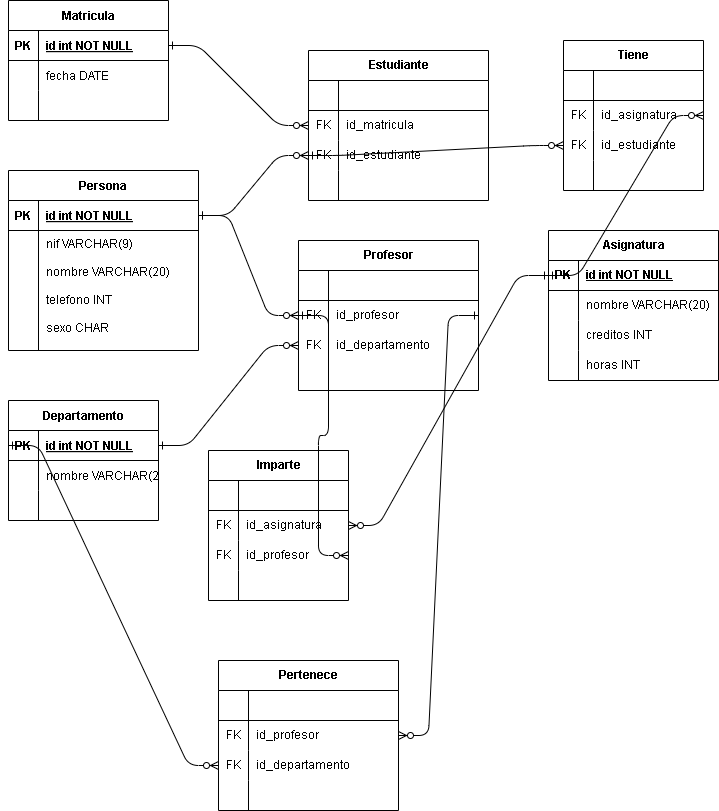 Matricula
PK id int NOT NULL
fecha DATE
Estudiante
FK id_matricula
FK id_estudiante
Tiene
FK id_asignatura
FK id_estudiante
Persona
PK id int NOT NULL
nif VARCHAR(9)
nombre VARCHAR(20)
telefono INT
sexo CHAR
Profesor
FK id_profesor
FK id_departamento
Asignatura
PK id int NOT NULL
nombre VARCHAR(20)
creditos INT
horas INT
Departamento
PK id int NOT NULL
nombre VARCHAR(2
Imparte
FK id_asignatura
FK id_profesor
Pertenece
FK id_profesor
FK id_departamento